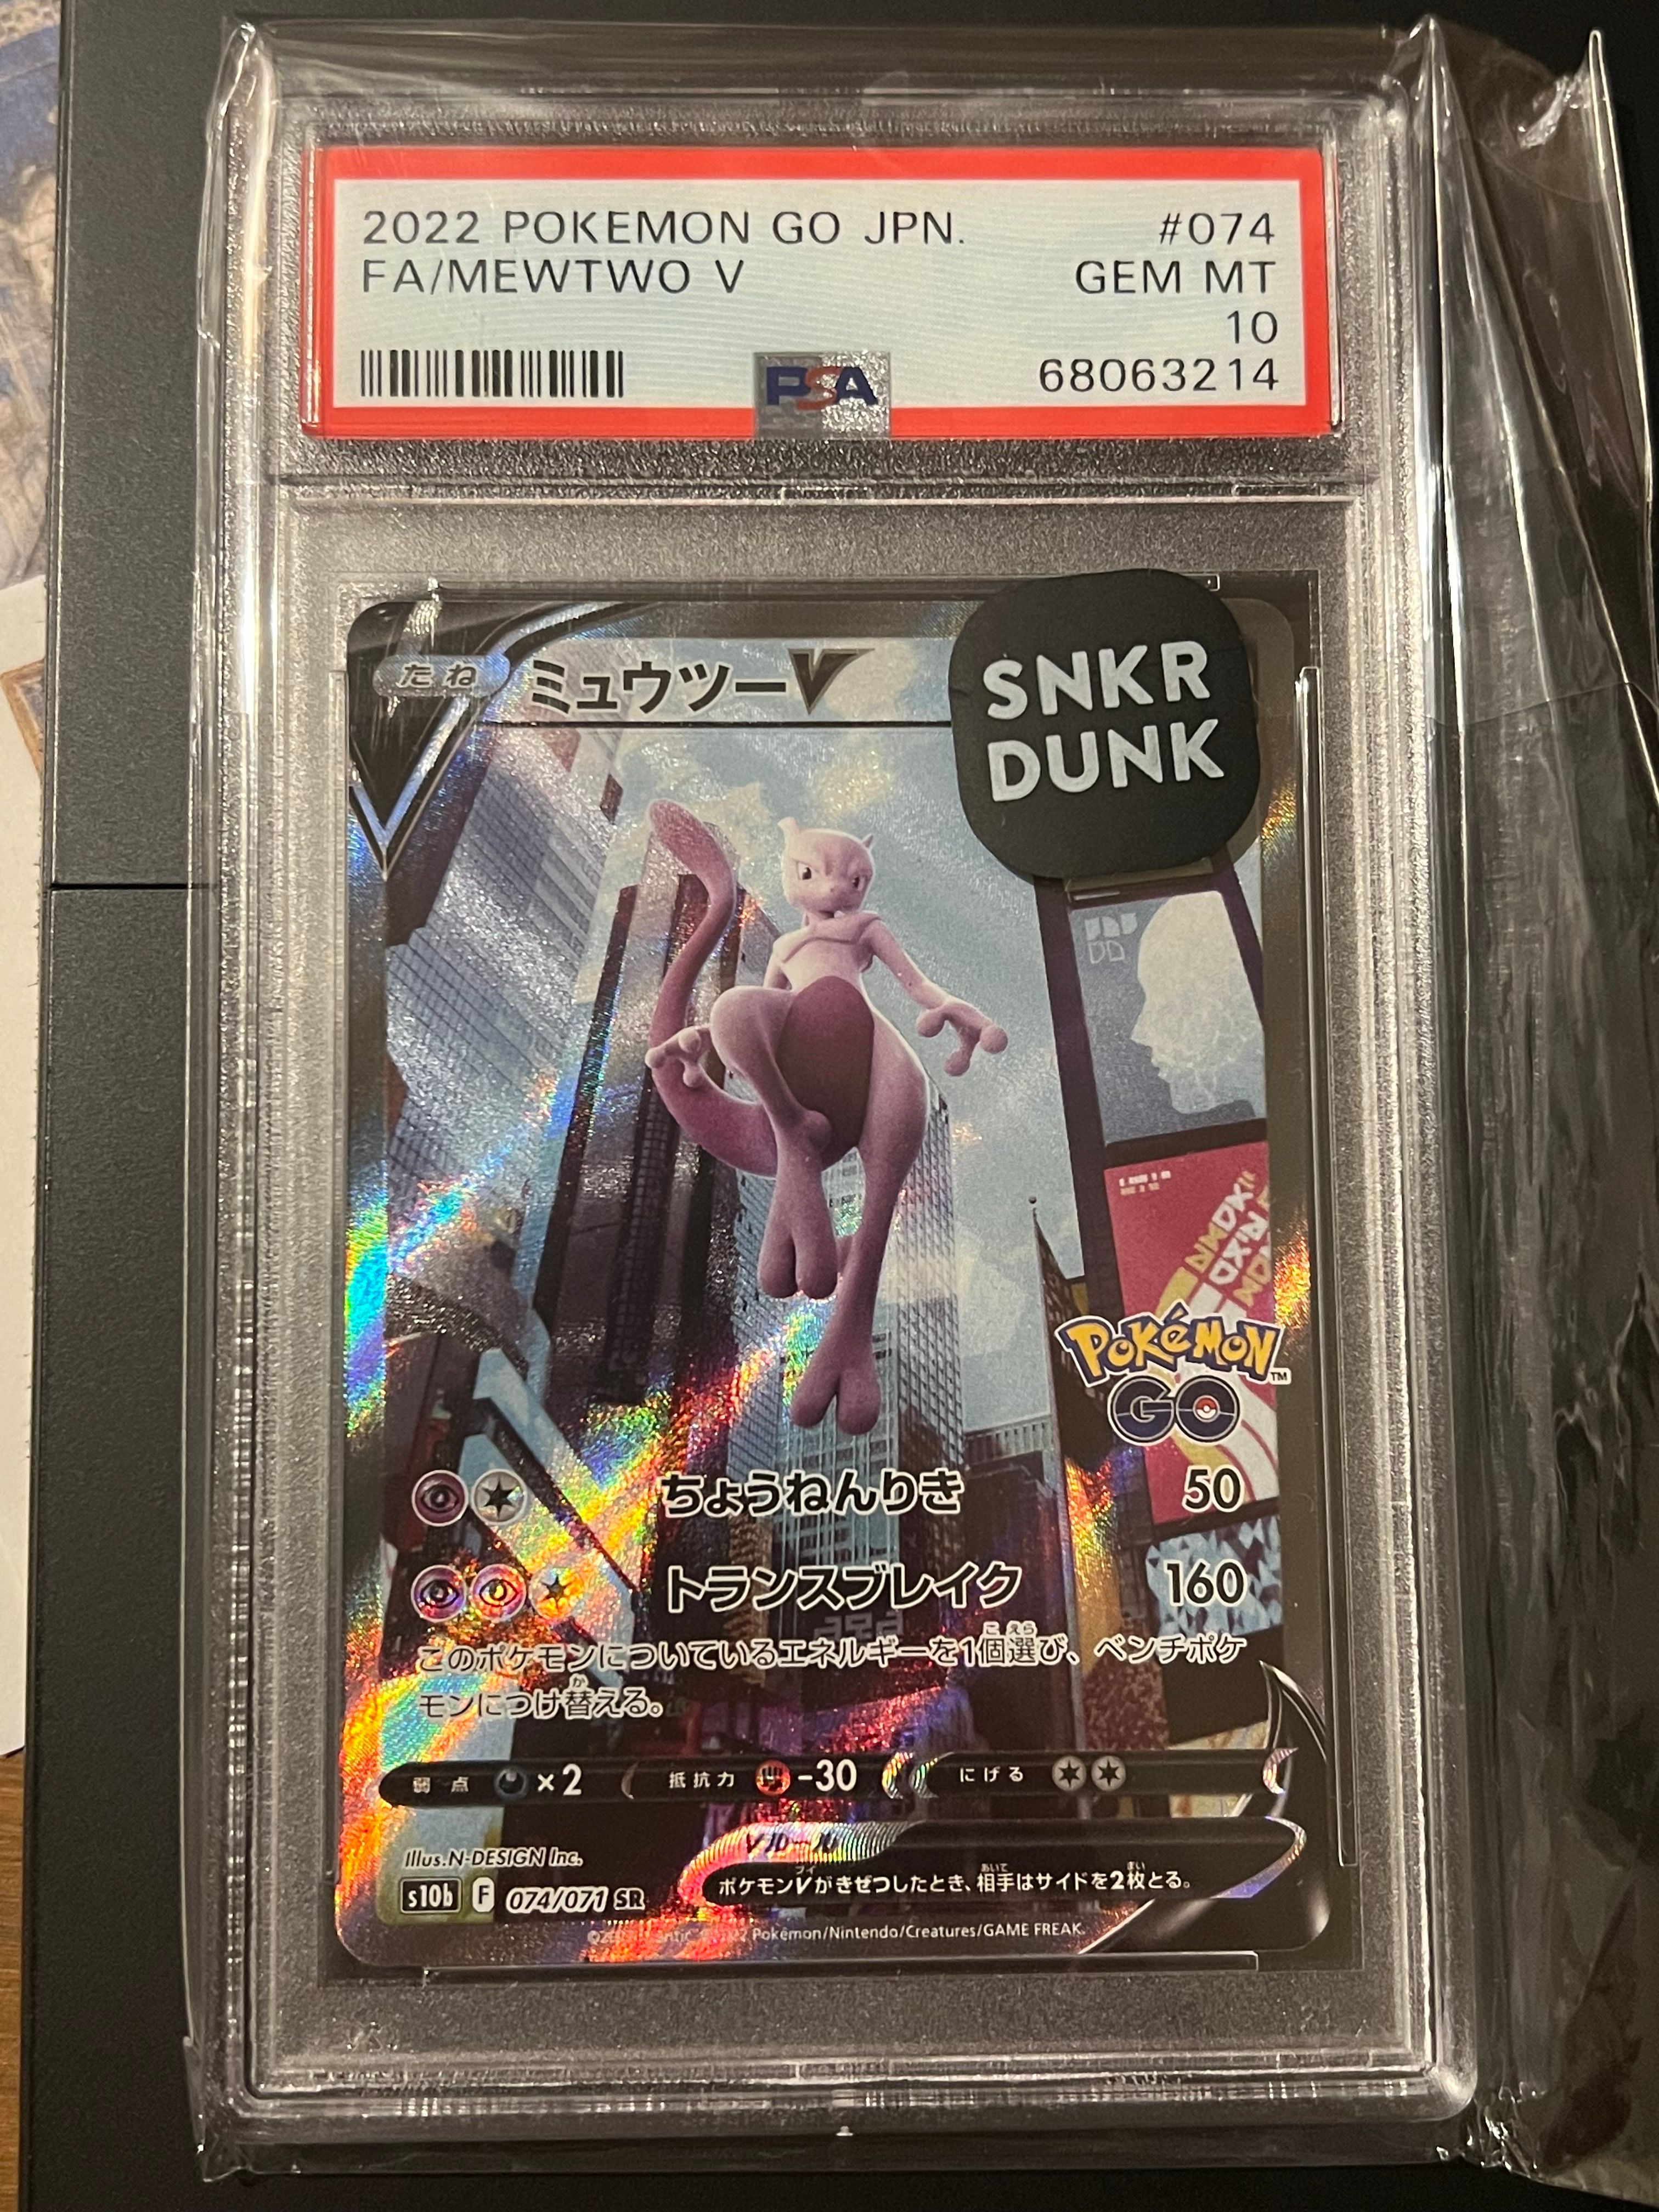 2022 POKEMON GO JPN. #074
FA/MEWTWO V GEM MT
10
PSA 68063214
たね ミュウツーV
SNKR
DUNK
Pokémon™
GO
ちょうねんりき 50
トランスブレイク 160
このポケモンについているエネルギーを1個選び、ベンチポケ
モンにつけ替える。
弱点 ×2 抵抗力 -30 にげる
Vルール
ポケモンVがきぜつしたとき、相手はサイドを2枚とる。
Illus.N-DESIGN Inc.
s10b F 074/071 SR
Pokémon/Nintendo/Creatures/GAME FREAK.